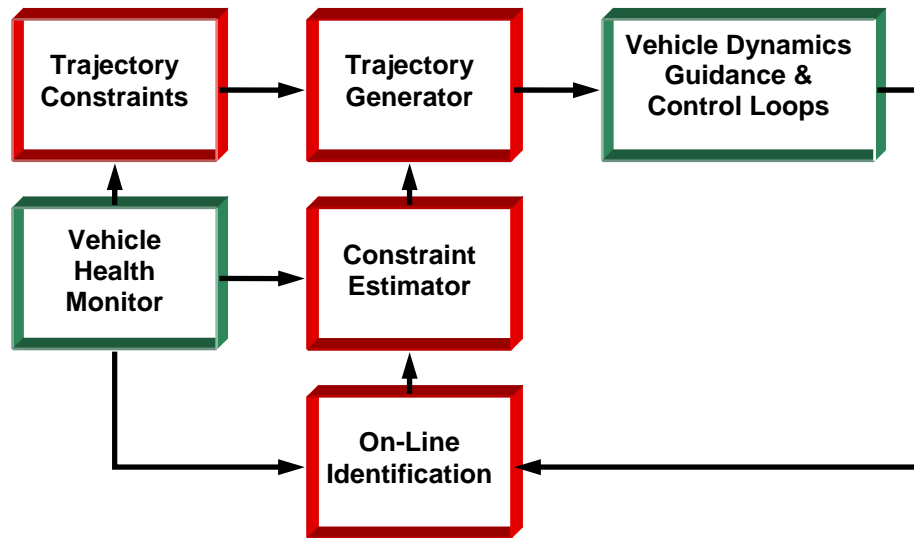 Trajectory
Constraints
Trajectory
Generator
Vehicle Dynamics
Guidance &
Control Loops
Vehicle
Health
Monitor
Constraint
Estimator
On-Line
Identification